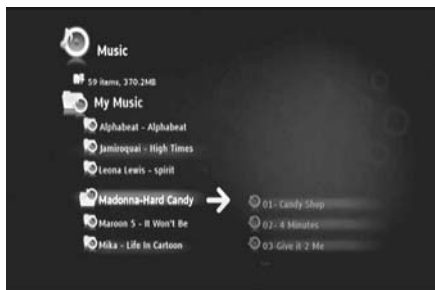 Music
59 items, 370.2MB
My Music
Alphabeat - Alphabeat
Jamiroquai - High Times
Leona Lewis - spirit
Madonna-Hard Candy
Maroon 5 - It Won't Be
Mika - Life In Cartoon
01- Candy Shop
02- 4 Minutes
03-Give it 2 Me
...